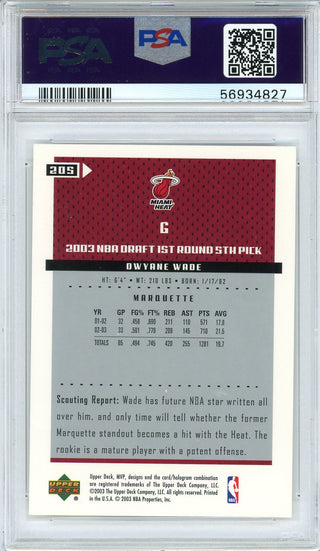 PSA
PSA
56934827
205
MIAMI
HEAT
G
2003 NBA DRAFT 1ST ROUND 5TH PICK
DWYANE WADE
HT: 6'4" • WT: 210 LBS • BORN: 1/17/82
MARQUETTE
YR GP FG% FT% REB AST PTS PPG
01-02 32 .458 .690 211 110 571 17.8
02-03 33 .501 .779 209 145 710 21.5
TOTALS 65 .494 .745 420 255 1281 19.7
Scouting Report: Wade has future NBA star written all
over him, and only time will tell whether the former
Marquette standout becomes a hit with the Heat. The
rookie is a mature player with a potent offense.
UPPER
DECK
Upper Deck, MVP, designs and the card/hologram combination
are registered trademarks of The Upper Deck Company, LLC.
©2003 The Upper Deck Company, LLC. All rights reserved. Printed
in the U.S.A. © 2003 NBA Properties, Inc.
NBA